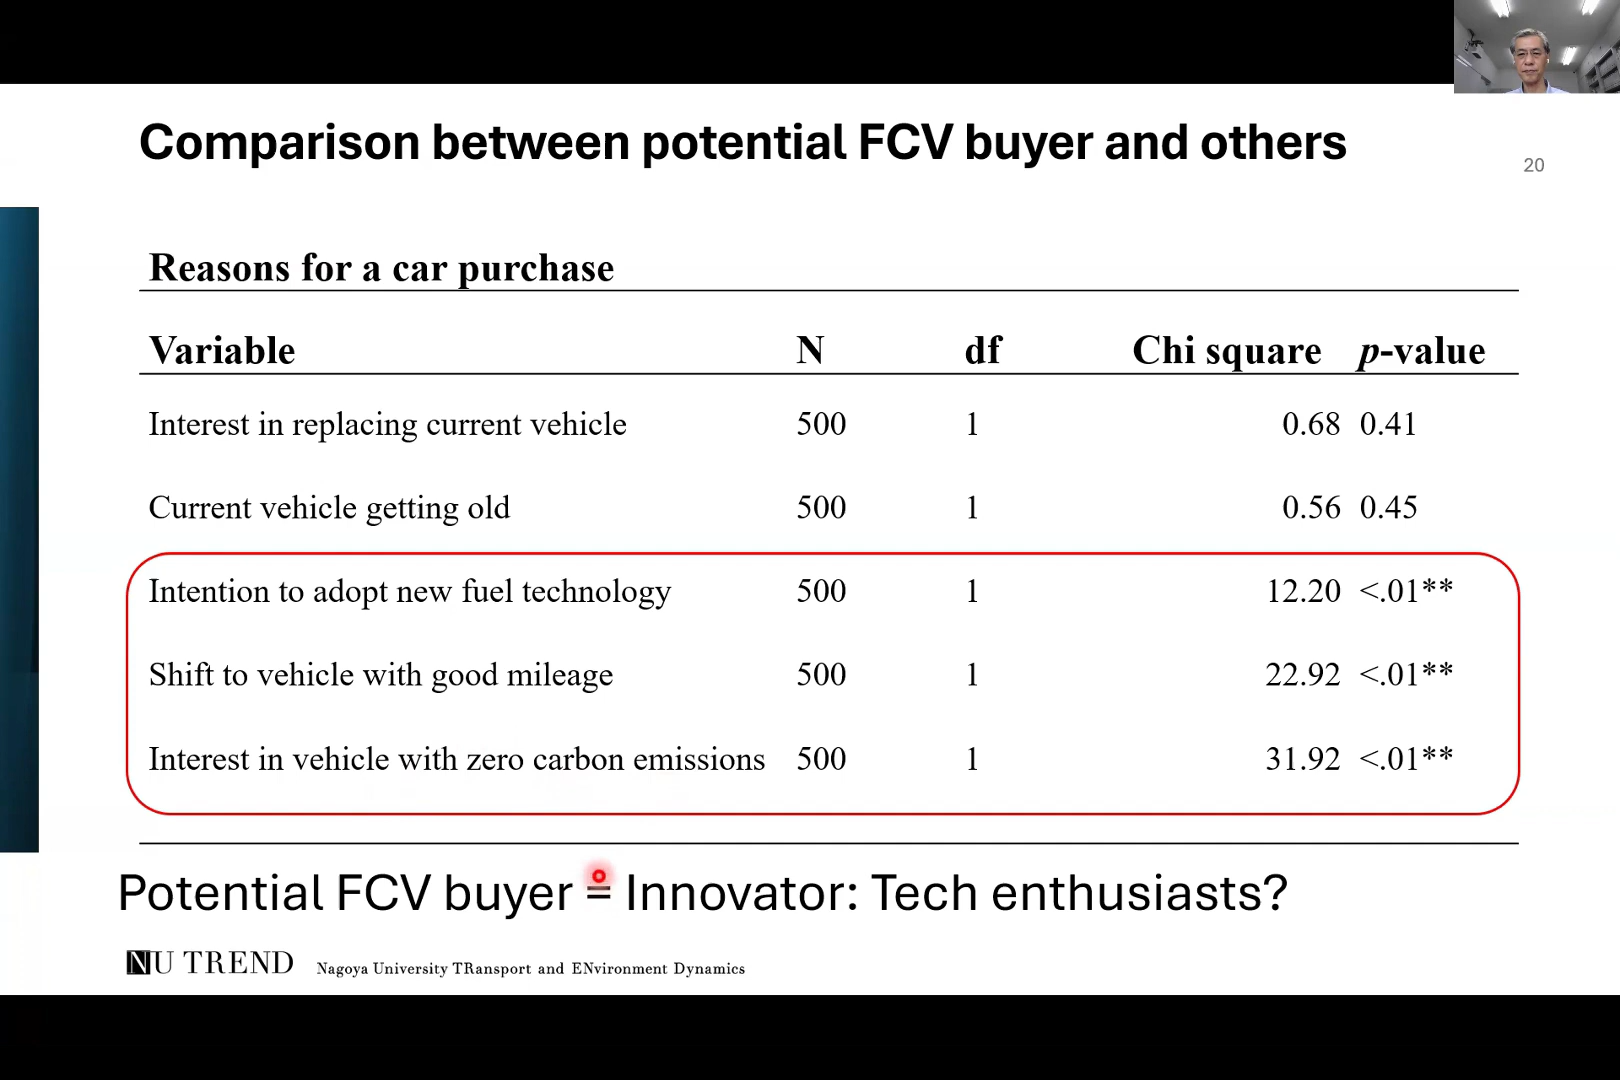 Comparison between potential FCV buyer and others
20
Reasons for a car purchase
Variable N df Chi square p-value
Interest in replacing current vehicle 500 1 0.68 0.41
Current vehicle getting old 500 1 0.56 0.45
Intention to adopt new fuel technology 500 1 12.20 <.01**
Shift to vehicle with good mileage 500 1 22.92 <.01**
Interest in vehicle with zero carbon emissions 500 1 31.92 <.01**
Potential FCV buyer = Innovator: Tech enthusiasts?
NU TREND Nagoya University TRansport and ENvironment Dynamics